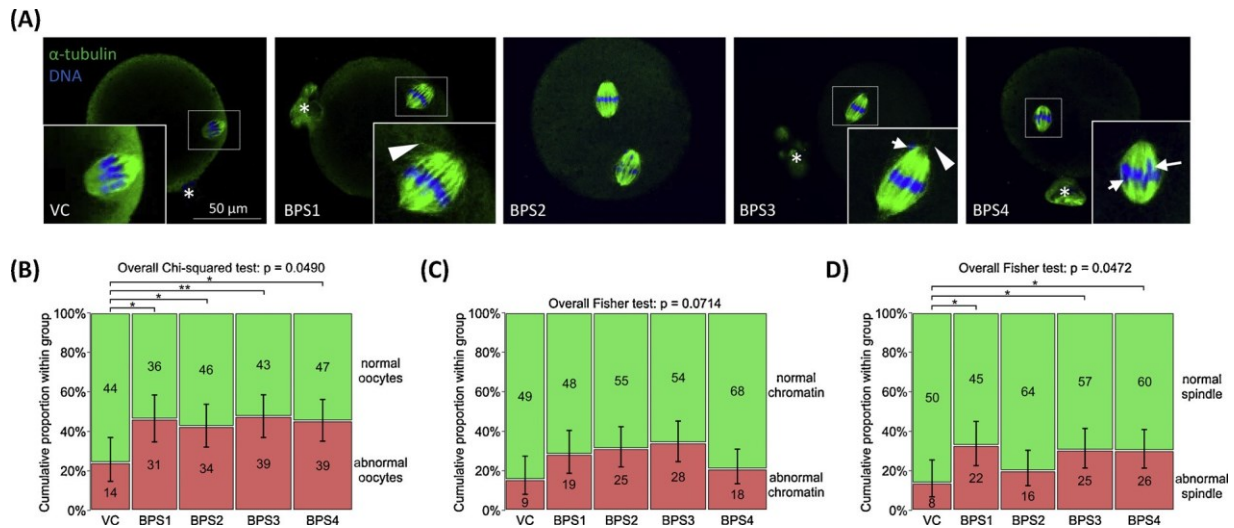 (A)
α-tubulin
DNA
*
*
*
*
50 µm
VC
BPS1
BPS2
BPS3
BPS4
(B)
Overall Chi-squared test: p = 0.0490
*
**
*
*
Cumulative proportion within group
100%
80%
60%
40%
20%
0%
44
36
46
43
47
normal
oocytes
14
31
34
39
39
abnormal
oocytes
VC
BPS1
BPS2
BPS3
BPS4
(C)
Overall Fisher test: p = 0.0714
Cumulative proportion within group
100%
80%
60%
40%
20%
0%
49
48
55
54
68
normal
chromatin
9
19
25
28
18
abnormal
chromatin
VC
BPS1
BPS2
BPS3
BPS4
(D)
Overall Fisher test: p = 0.0472
*
*
*
Cumulative proportion within group
100%
80%
60%
40%
20%
0%
50
45
64
57
60
normal
spindle
8
22
16
25
26
abnormal
spindle
VC
BPS1
BPS2
BPS3
BPS4